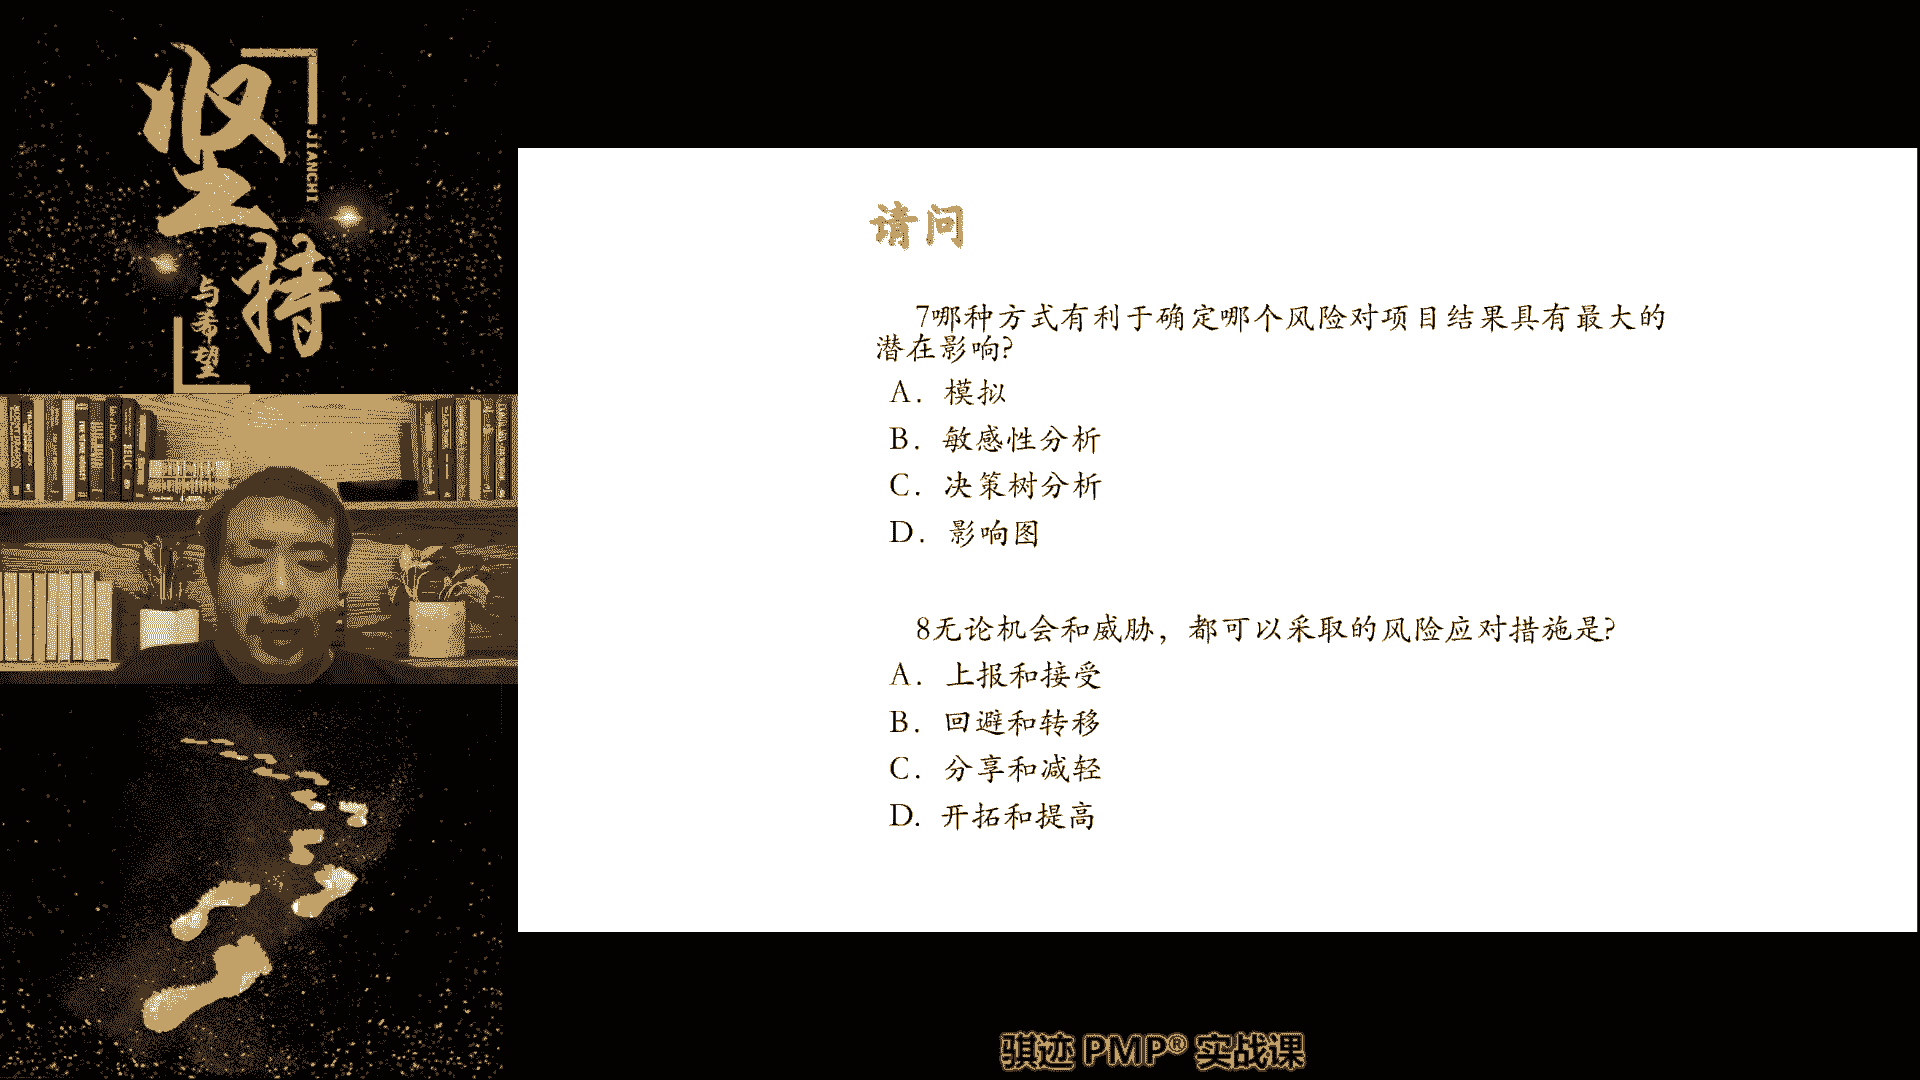 坚持
JIANCHI
与希望
请问
7哪种方式有利于确定哪个风险对项目结果具有最大的
潜在影响?
A. 模拟
B. 敏感性分析
C. 决策树分析
D. 影响图
8无论机会和威胁，都可以采取的风险应对措施是?
A. 上报和接受
B. 回避和转移
C. 分享和减轻
D. 开拓和提高
骐迹 PMP® 实战课